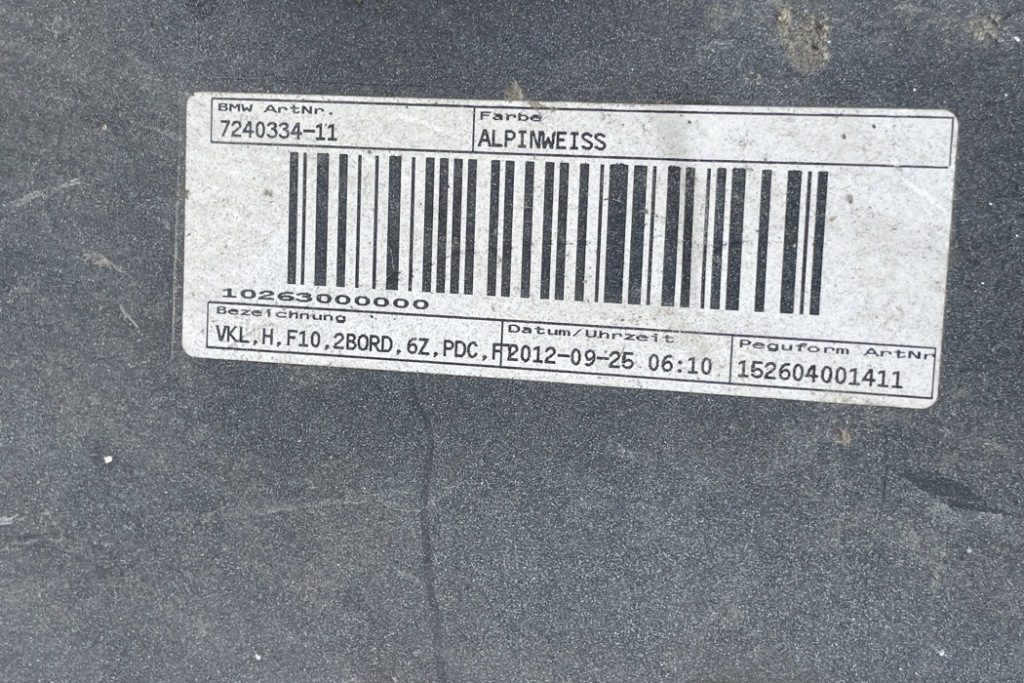 BMW ArtNr.
7240334-11
Farbe
ALPINWEISS
10263000000
Bezeichnung
VKL,H,F10,2BORD,6Z,PDC,
Datum/Uhrzeit
2012-09-25 06:10
Peguform ArtNr
152604001411